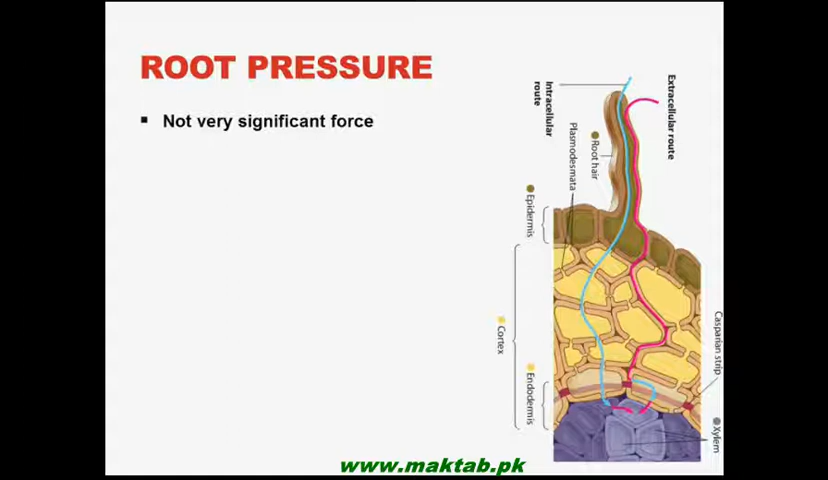 ROOT PRESSURE
▪ Not very significant force
Extracellular route
Intracellular
route
Plasmodesmata
Root hair
Epidermis
Cortex
Endodermis
Casparian strip
Xylem
www.maktab.pk